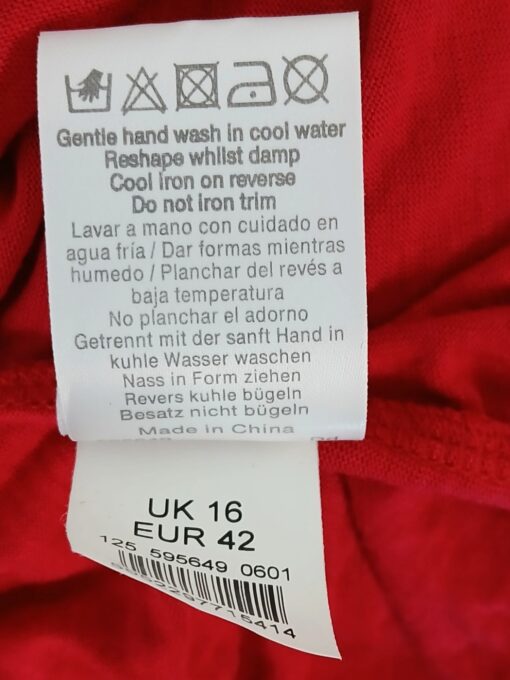 Gentle hand wash in cool water
Reshape whilst damp
Cool iron on reverse
Do not iron trim
Lavar a mano con cuidado en
agua fría / Dar formas mientras
humedo / Planchar del revés a
baja temperatura
No planchar el adorno
Getrennt mit der sanft Hand in
kuhle Wasser waschen
Nass in Form ziehen
Revers kuhle bügeln
Besatz nicht bügeln
Made in China
UK 16
EUR 42
125 595649 0601